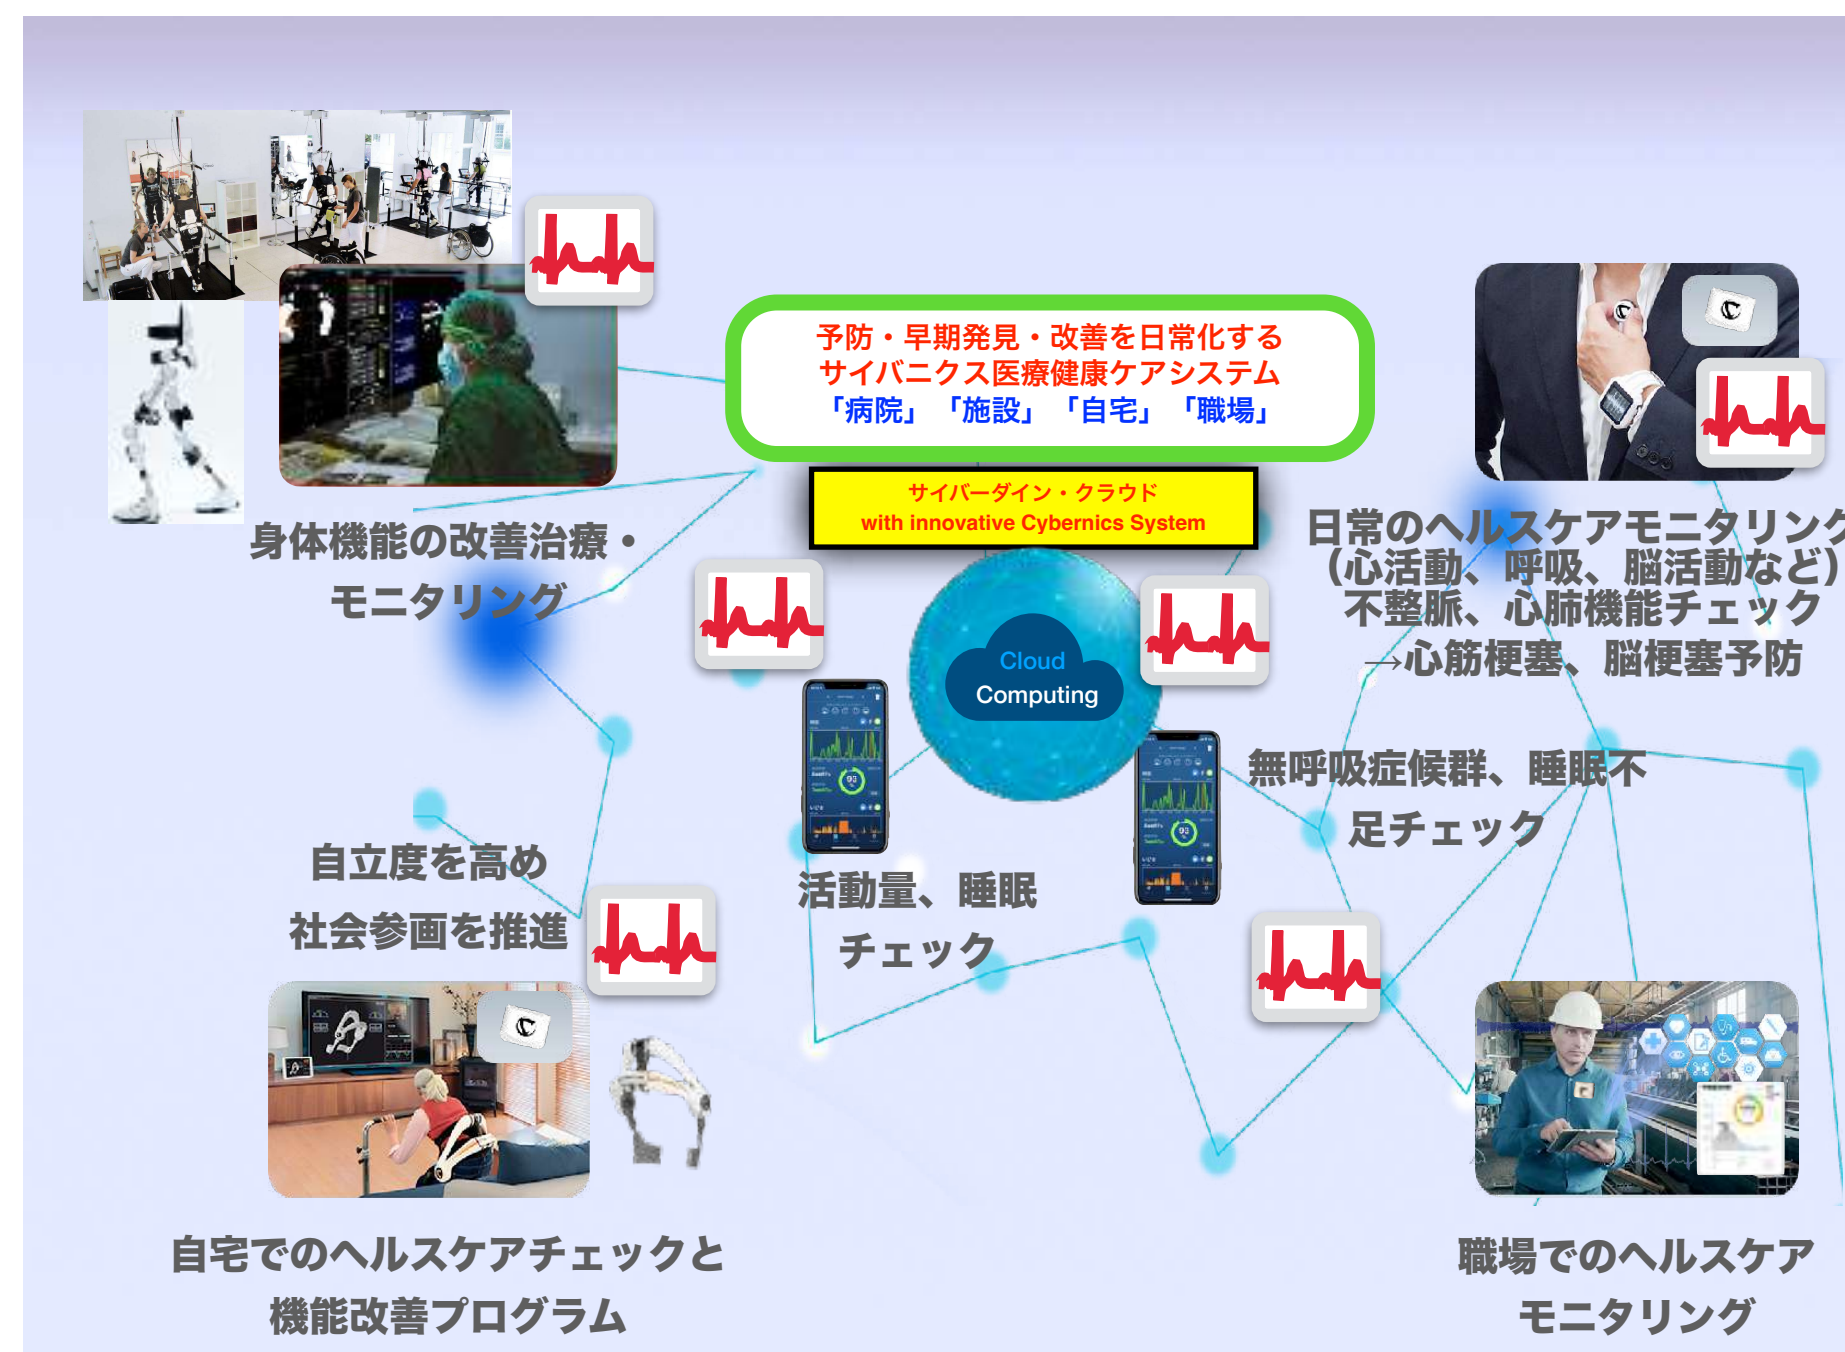 予防・早期発見・改善を日常化する
サイバニクス医療健康ケアシステム
「病院」「施設」「自宅」「職場」
サイバーダイン・クラウド
with innovative Cybernics System
身体機能の改善治療・
モニタリング
日常のヘルスケアモニタリング
（心活動、呼吸、脳活動など）
不整脈、心肺機能チェック
→心筋梗塞、脳梗塞予防
Cloud
Computing
無呼吸症候群、睡眠不
足チェック
自立度を高め
社会参画を推進
活動量、睡眠
チェック
自宅でのヘルスケアチェックと
機能改善プログラム
職場でのヘルスケア
モニタリング